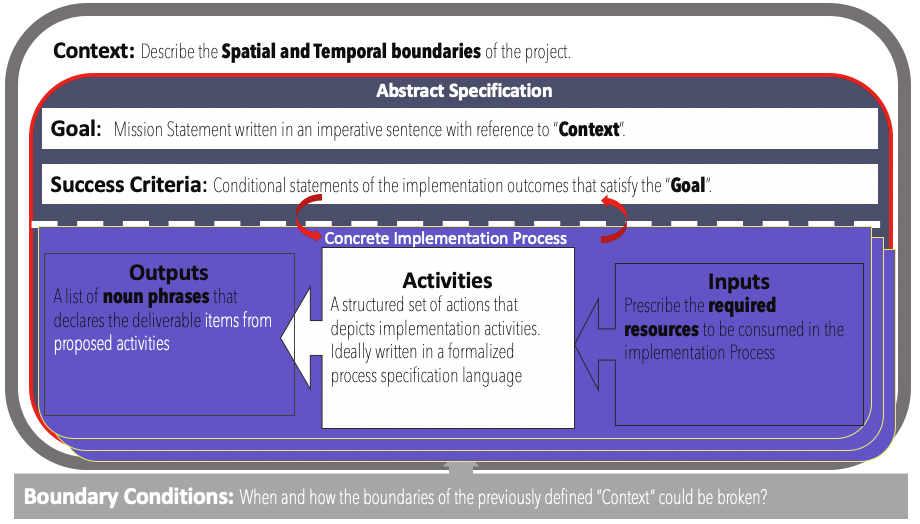 Context: Describe the Spatial and Temporal boundaries of the project.
Abstract Specification
Goal: Mission Statement written in an imperative sentence with reference to “Context”.
Success Criteria: Conditional statements of the implementation outcomes that satisfy the “Goal”.
Concrete Implementation Process
Outputs
A list of noun phrases that
declares the deliverable items from
proposed activities
Activities
A structured set of actions that
depicts implementation activities.
Ideally written in a formalized
process specification language
Inputs
Prescribe the required
resources to be consumed in the
implementation Process
Boundary Conditions: When and how the boundaries of the previously defined “Context” could be broken?